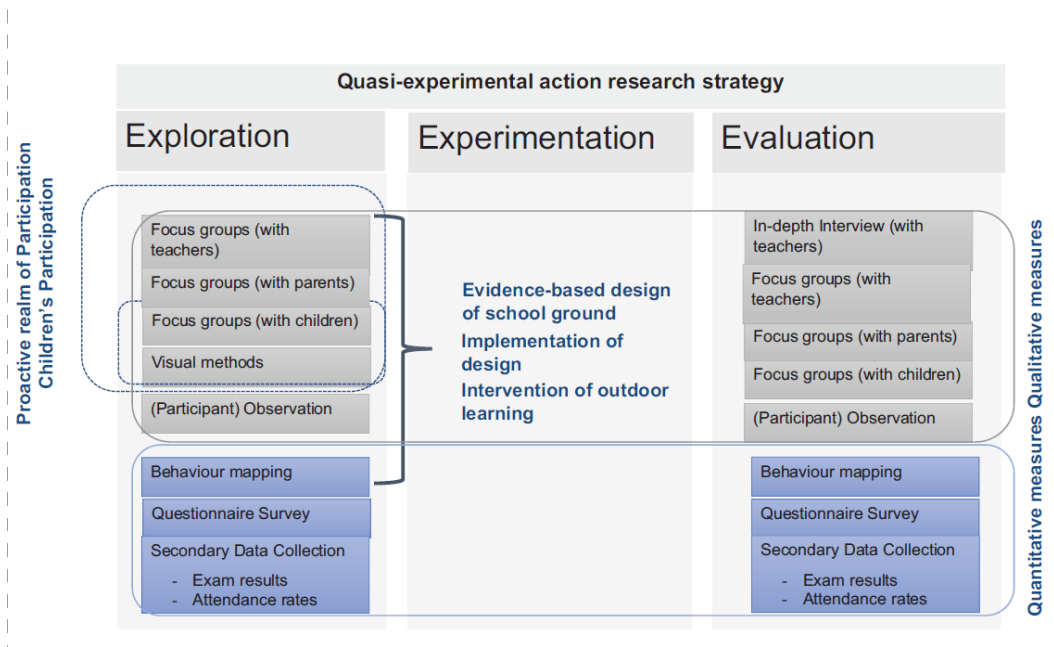 Quasi-experimental action research strategy
Exploration
Experimentation
Evaluation
Proactive realm of Participation
Children's Participation
Focus groups (with
teachers)
Focus groups (with parents)
Focus groups (with children)
Visual methods
(Participant) Observation
Behaviour mapping
Questionnaire Survey
Secondary Data Collection
- Exam results
- Attendance rates
Evidence-based design
of school ground
Implementation of
design
Intervention of outdoor
learning
In-depth Interview (with
teachers)
Focus groups (with
teachers)
Focus groups (with parents)
Focus groups (with children)
(Participant) Observation
Behaviour mapping
Questionnaire Survey
Secondary Data Collection
- Exam results
- Attendance rates
Qualitative measures
Quantitative measures